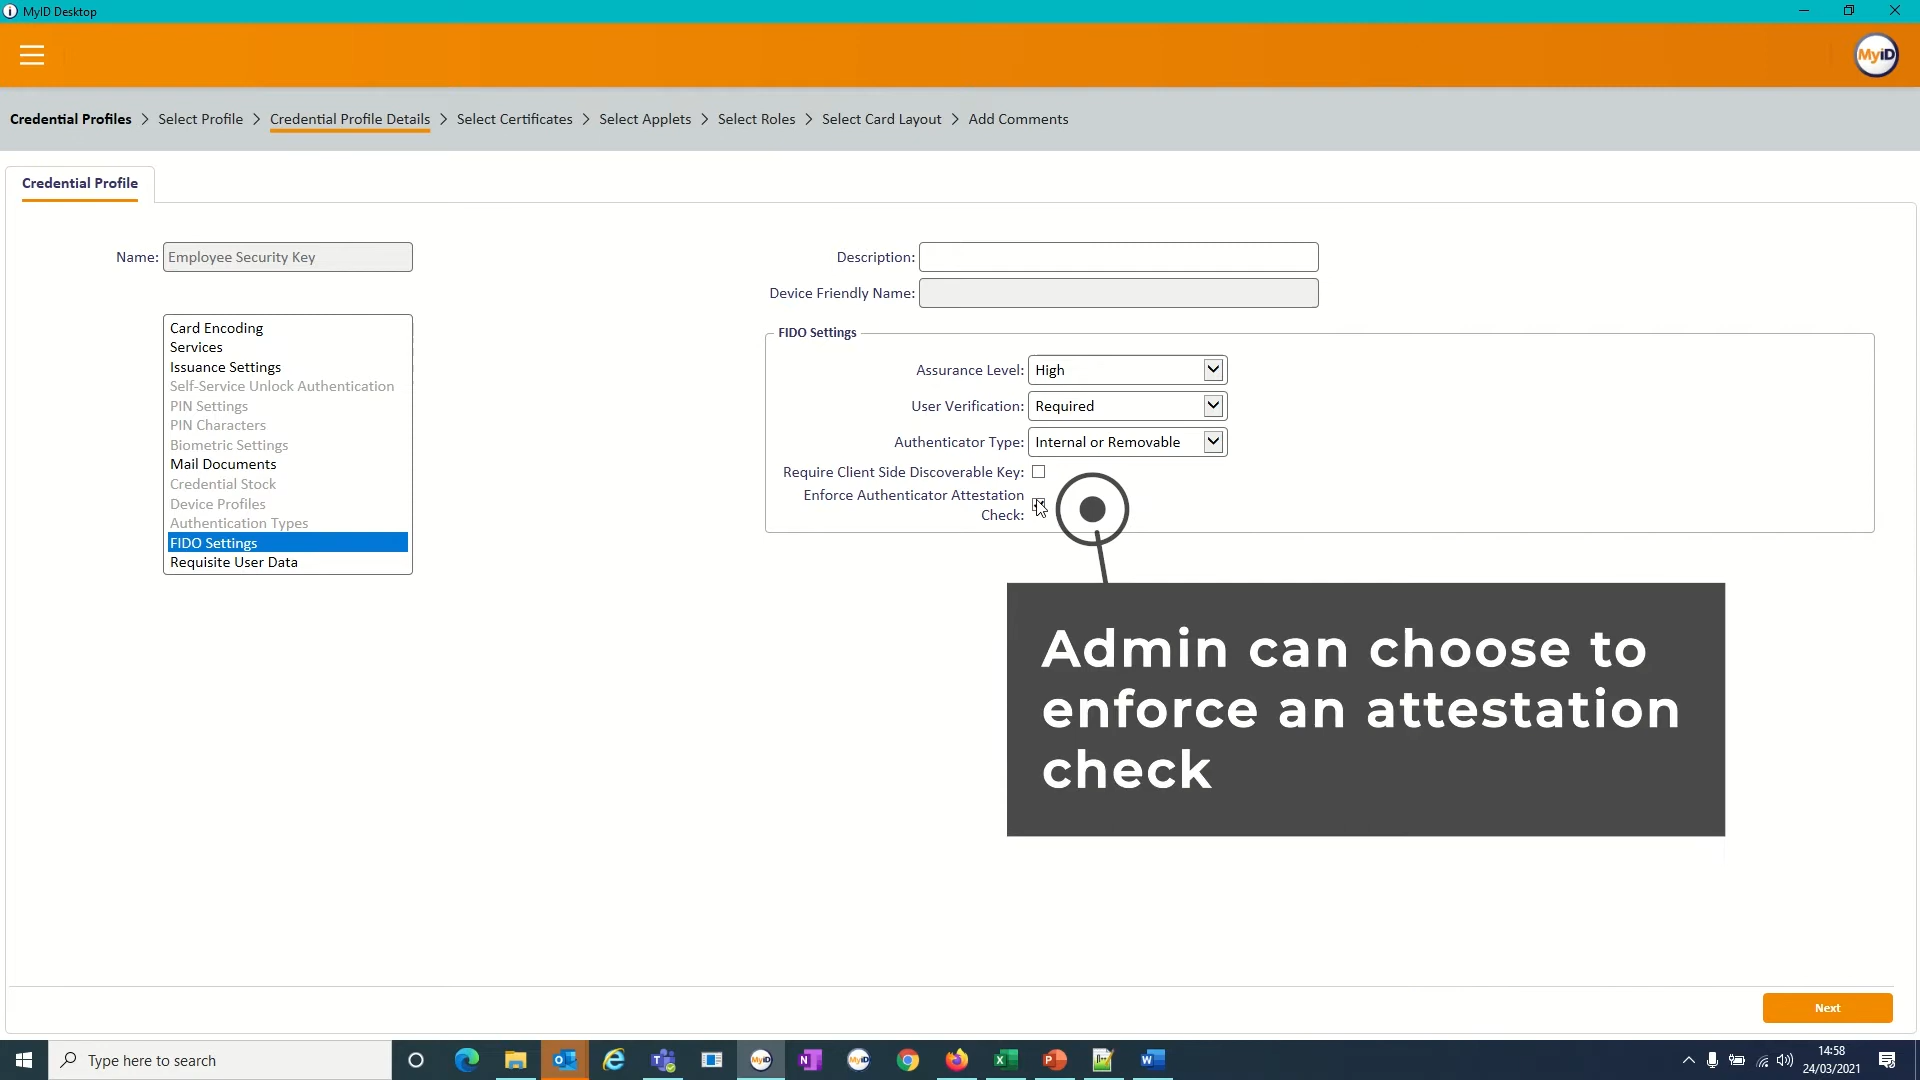 MyID Desktop
MyID
Credential Profiles > Select Profile > Credential Profile Details > Select Certificates > Select Applets > Select Roles > Select Card Layout > Add Comments
Credential Profile
Name: Employee Security Key
Description:
Device Friendly Name:
Card Encoding
Services
Issuance Settings
Self-Service Unlock Authentication
PIN Settings
PIN Characters
Biometric Settings
Mail Documents
Credential Stock
Device Profiles
Authentication Types
FIDO Settings
Requisite User Data
FIDO Settings
Assurance Level: High
User Verification: Required
Authenticator Type: Internal or Removable
Require Client Side Discoverable Key:
Enforce Authenticator Attestation
Check:
Admin can choose to
enforce an attestation
check
Next
Type here to search
MyID
MyID
14:58
24/03/2021